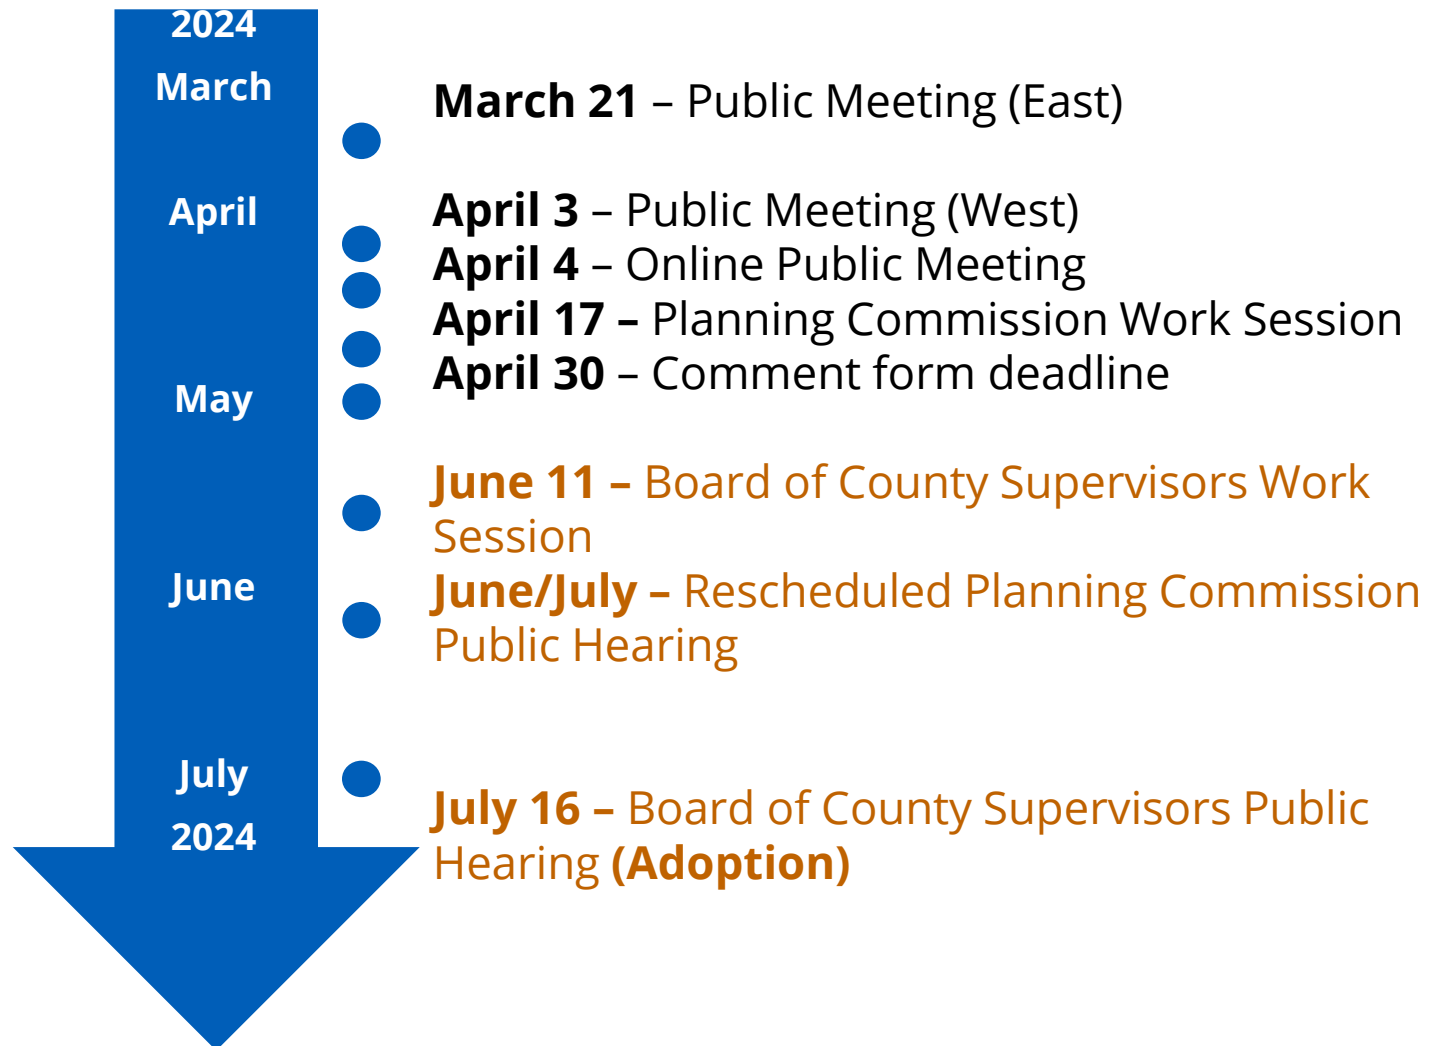 2024
March
April
May
June
July
2024
March 21 – Public Meeting (East)
April 3 – Public Meeting (West)
April 4 – Online Public Meeting
April 17 – Planning Commission Work Session
April 30 – Comment form deadline
June 11 – Board of County Supervisors Work
Session
June/July – Rescheduled Planning Commission
Public Hearing
July 16 – Board of County Supervisors Public
Hearing (Adoption)